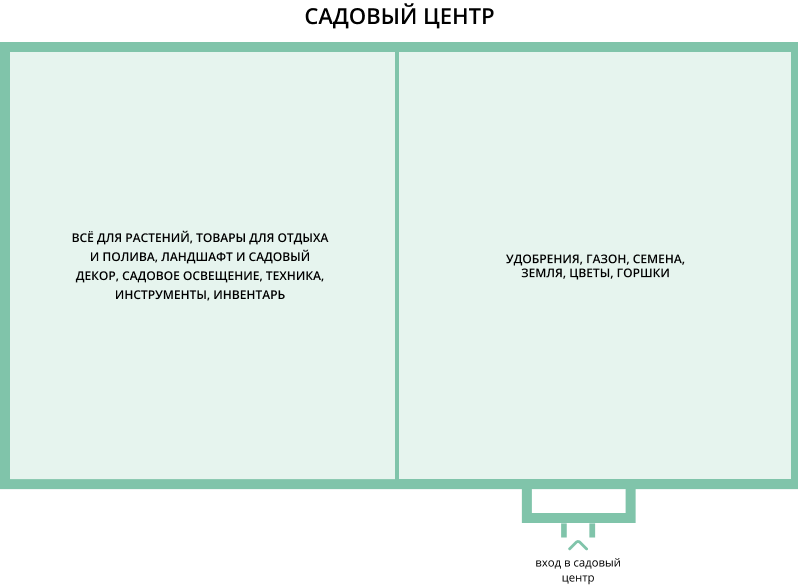 САДОВЫЙ ЦЕНТР
ВСЁ ДЛЯ РАСТЕНИЙ, ТОВАРЫ ДЛЯ ОТДЫХА
И ПОЛИВА, ЛАНДШАФТ И САДОВЫЙ
ДЕКОР, САДОВОЕ ОСВЕЩЕНИЕ, ТЕХНИКА,
ИНСТРУМЕНТЫ, ИНВЕНТАРЬ
УДОБРЕНИЯ, ГАЗОН, СЕМЕНА,
ЗЕМЛЯ, ЦВЕТЫ, ГОРШКИ
вход в садовый
центр